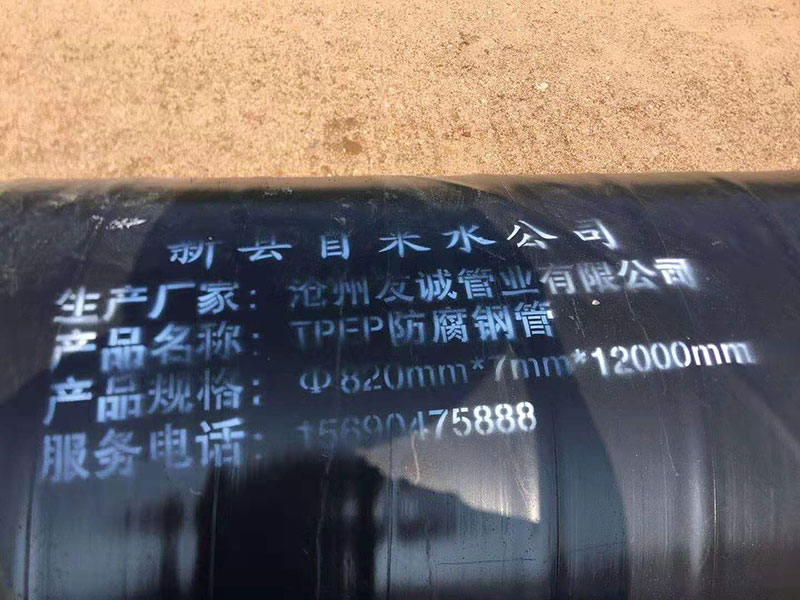 新县自来水公司
生产厂家：沧州友诚管业有限公司
产品名称：TPEP防腐钢管
产品规格：Φ820mm*7mm*12000mm
服务电话：15690475888